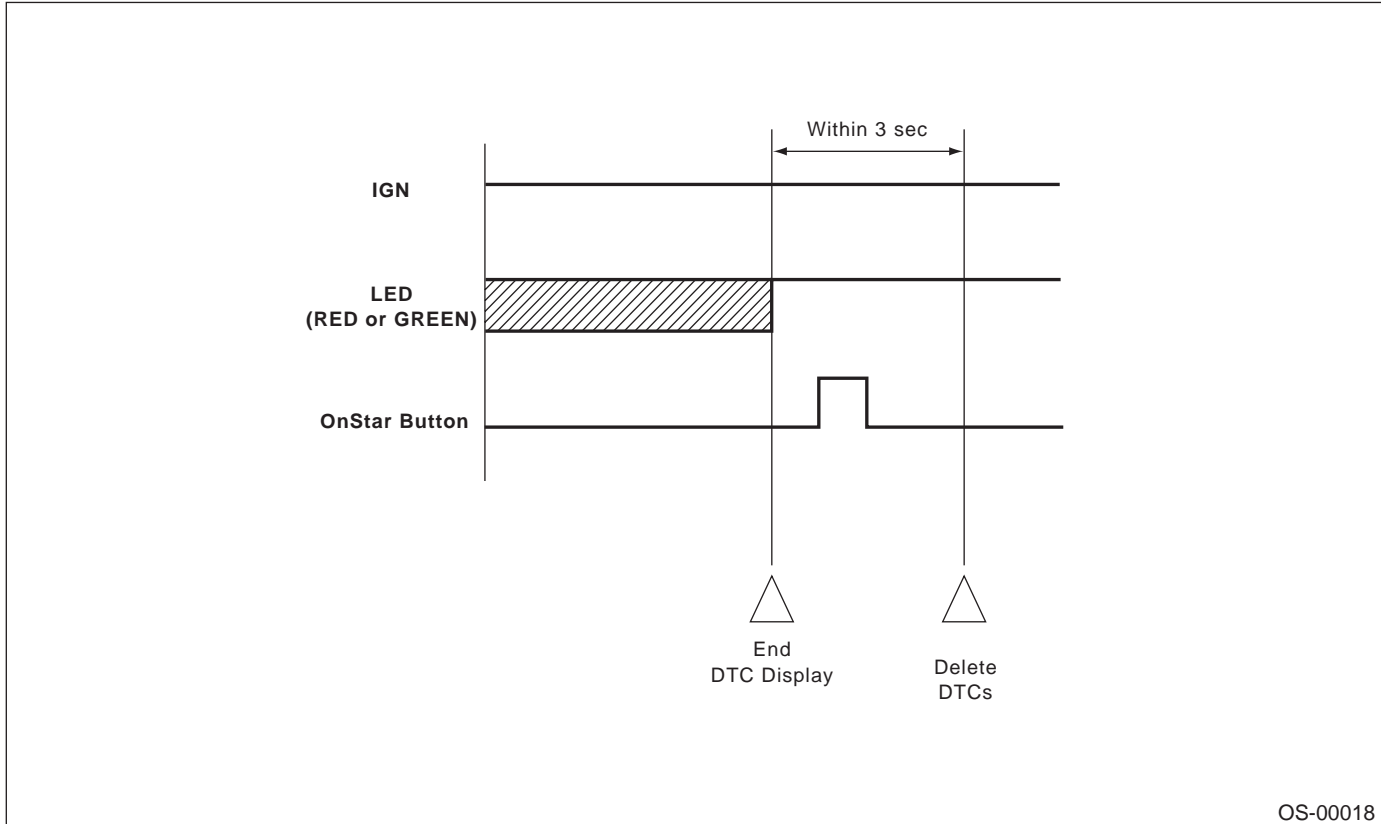 Within 3 sec
IGN
LED
(RED or GREEN)
OnStar Button
End
DTC Display
Delete
DTCs
OS-00018